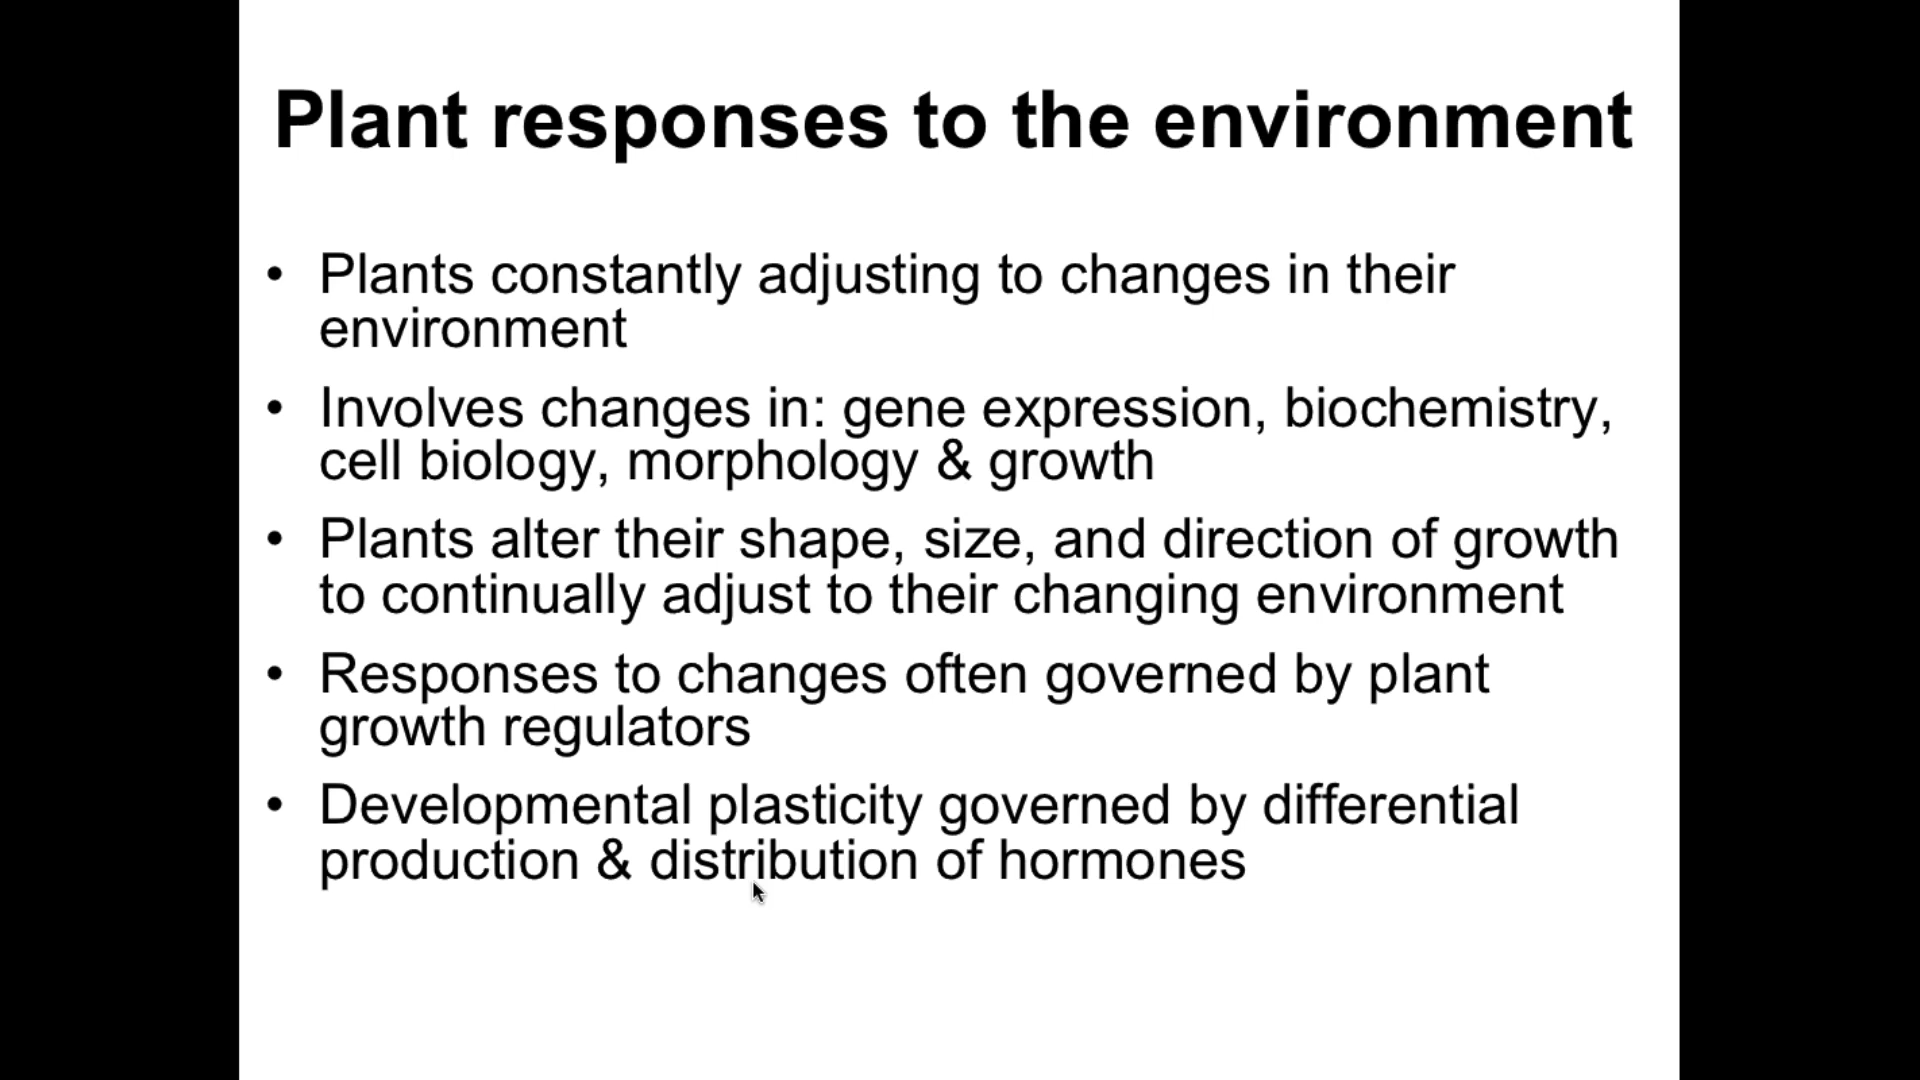 Plant responses to the environment
• Plants constantly adjusting to changes in their
environment
• Involves changes in: gene expression, biochemistry,
cell biology, morphology & growth
• Plants alter their shape, size, and direction of growth
to continually adjust to their changing environment
• Responses to changes often governed by plant
growth regulators
• Developmental plasticity governed by differential
production & distribution of hormones